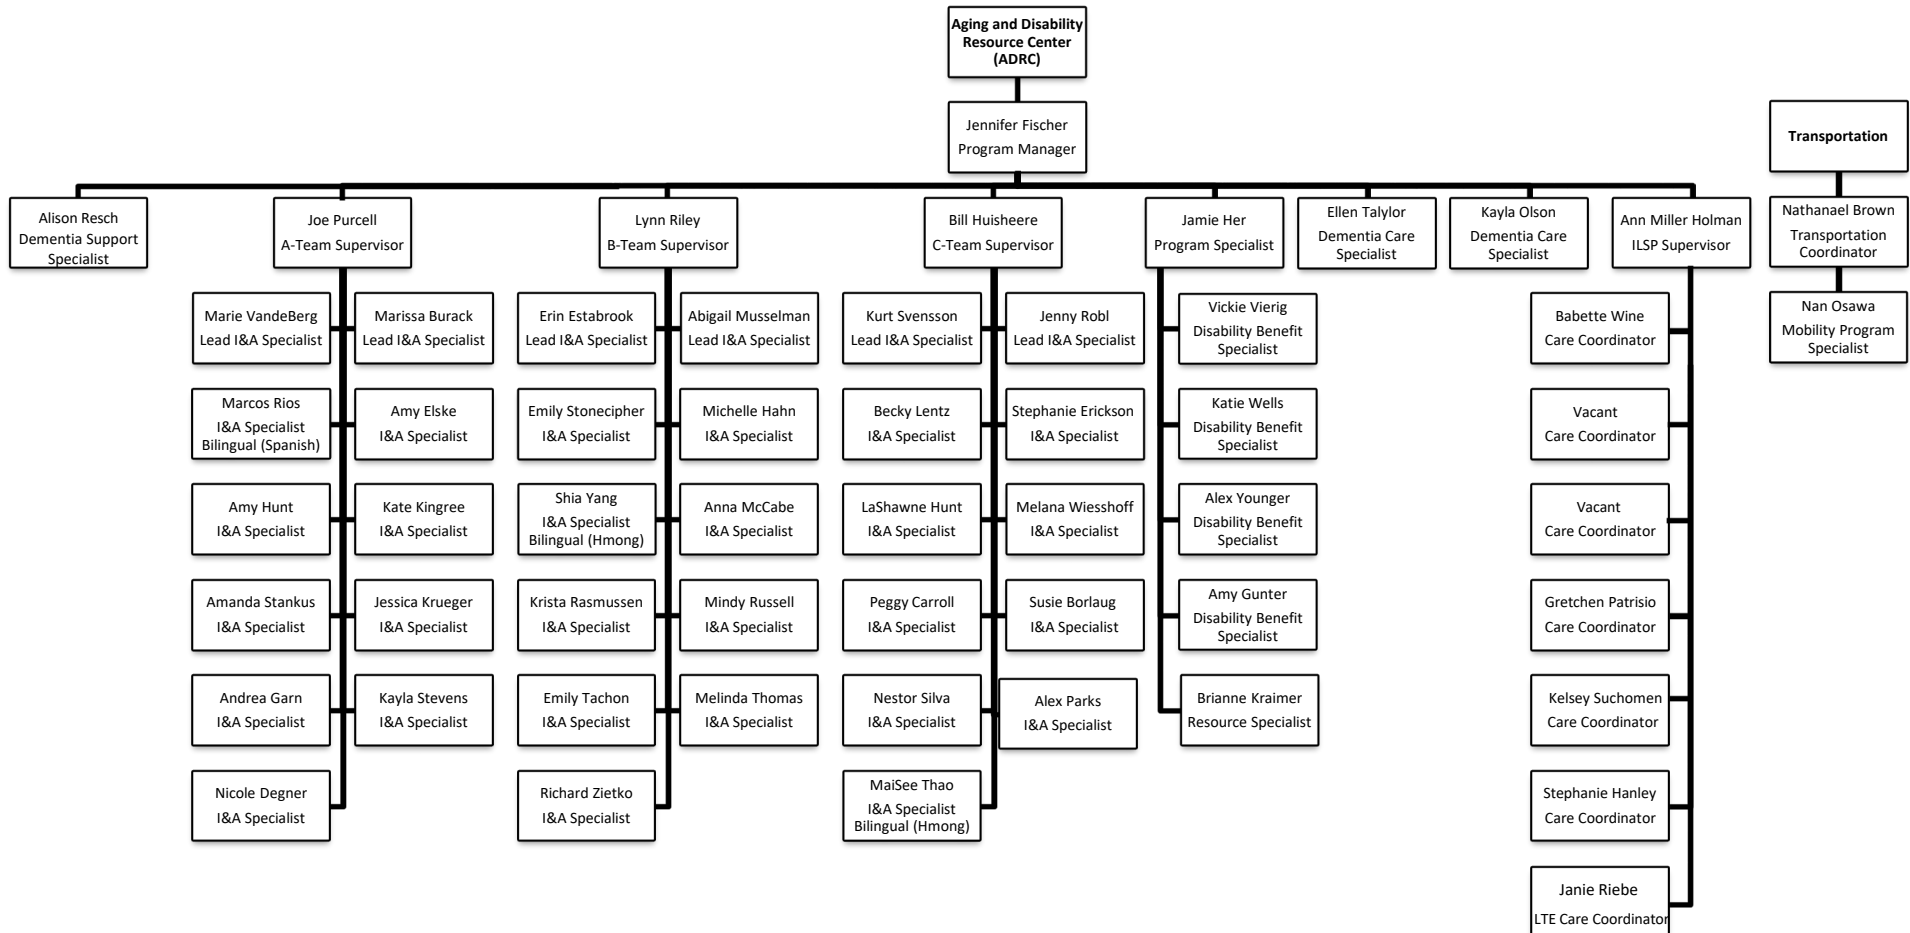 Aging and Disability
Resource Center
(ADRC)
Jennifer Fischer
Program Manager
Transportation
Alison Resch
Dementia Support
Specialist
Joe Purcell
A-Team Supervisor
Lynn Riley
B-Team Supervisor
Bill Huisheere
C-Team Supervisor
Jamie Her
Program Specialist
Ellen Talylor
Dementia Care
Specialist
Kayla Olson
Dementia Care
Specialist
Ann Miller Holman
ILSP Supervisor
Nathanael Brown
Transportation
Coordinator
Marie VandeBerg
Lead I&A Specialist
Marissa Burack
Lead I&A Specialist
Erin Estabrook
Lead I&A Specialist
Abigail Musselman
Lead I&A Specialist
Kurt Svensson
Lead I&A Specialist
Jenny Robl
Lead I&A Specialist
Vickie Vierig
Disability Benefit
Specialist
Babette Wine
Care Coordinator
Nan Osawa
Mobility Program
Specialist
Marcos Rios
I&A Specialist
Bilingual (Spanish)
Amy Elske
I&A Specialist
Emily Stonecipher
I&A Specialist
Michelle Hahn
I&A Specialist
Becky Lentz
I&A Specialist
Stephanie Erickson
I&A Specialist
Katie Wells
Disability Benefit
Specialist
Vacant
Care Coordinator
Amy Hunt
I&A Specialist
Kate Kingree
I&A Specialist
Shia Yang
I&A Specialist
Bilingual (Hmong)
Anna McCabe
I&A Specialist
LaShawne Hunt
I&A Specialist
Melana Wiesshoff
I&A Specialist
Alex Younger
Disability Benefit
Specialist
Vacant
Care Coordinator
Amanda Stankus
I&A Specialist
Jessica Krueger
I&A Specialist
Krista Rasmussen
I&A Specialist
Mindy Russell
I&A Specialist
Peggy Carroll
I&A Specialist
Susie Borlaug
I&A Specialist
Amy Gunter
Disability Benefit
Specialist
Gretchen Patrisio
Care Coordinator
Andrea Garn
I&A Specialist
Kayla Stevens
I&A Specialist
Emily Tachon
I&A Specialist
Melinda Thomas
I&A Specialist
Nestor Silva
I&A Specialist
Alex Parks
I&A Specialist
Brianne Kraimer
Resource Specialist
Kelsey Suchomen
Care Coordinator
Nicole Degner
I&A Specialist
Richard Zietko
I&A Specialist
MaiSee Thao
I&A Specialist
Bilingual (Hmong)
Stephanie Hanley
Care Coordinator
Janie Riebe
LTE Care Coordinator